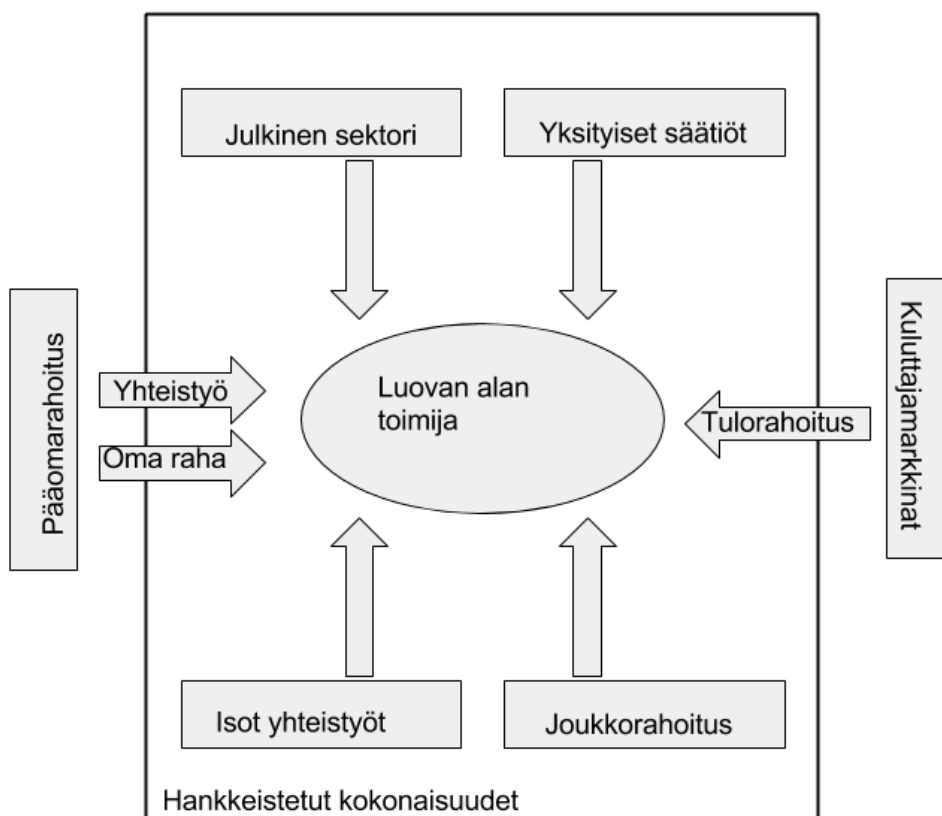 Julkinen sektori
Yksityiset säätiöt
Pääomarahoitus
Yhteistyö
Oma raha
Luovan alan
toimija
Tulorahoitus
Kuluttajamarkkinat
Isot yhteistyöt
Joukkorahoitus
Hankkeistetut kokonaisuudet